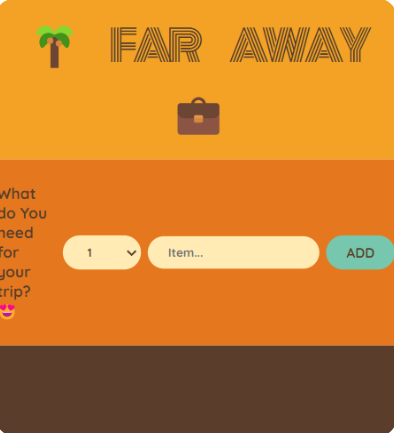 🌴 FAR AWAY
💼
What
do You
need
for
your
trip?
😍
1
Item...
ADD